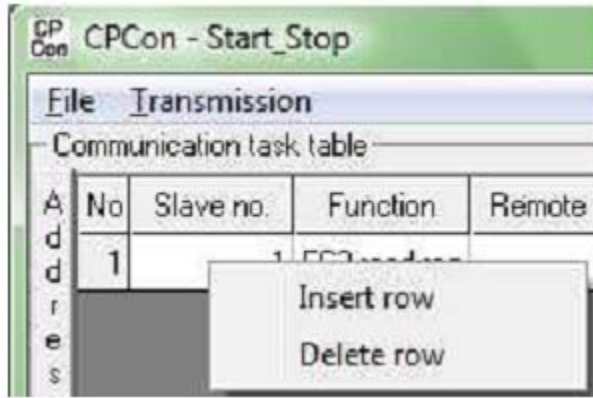 CP
Con CPCon - Start_Stop
File Transmission
Communication task table
Addres
No Slave no. Function Remote
1 1
Insert row
Delete row